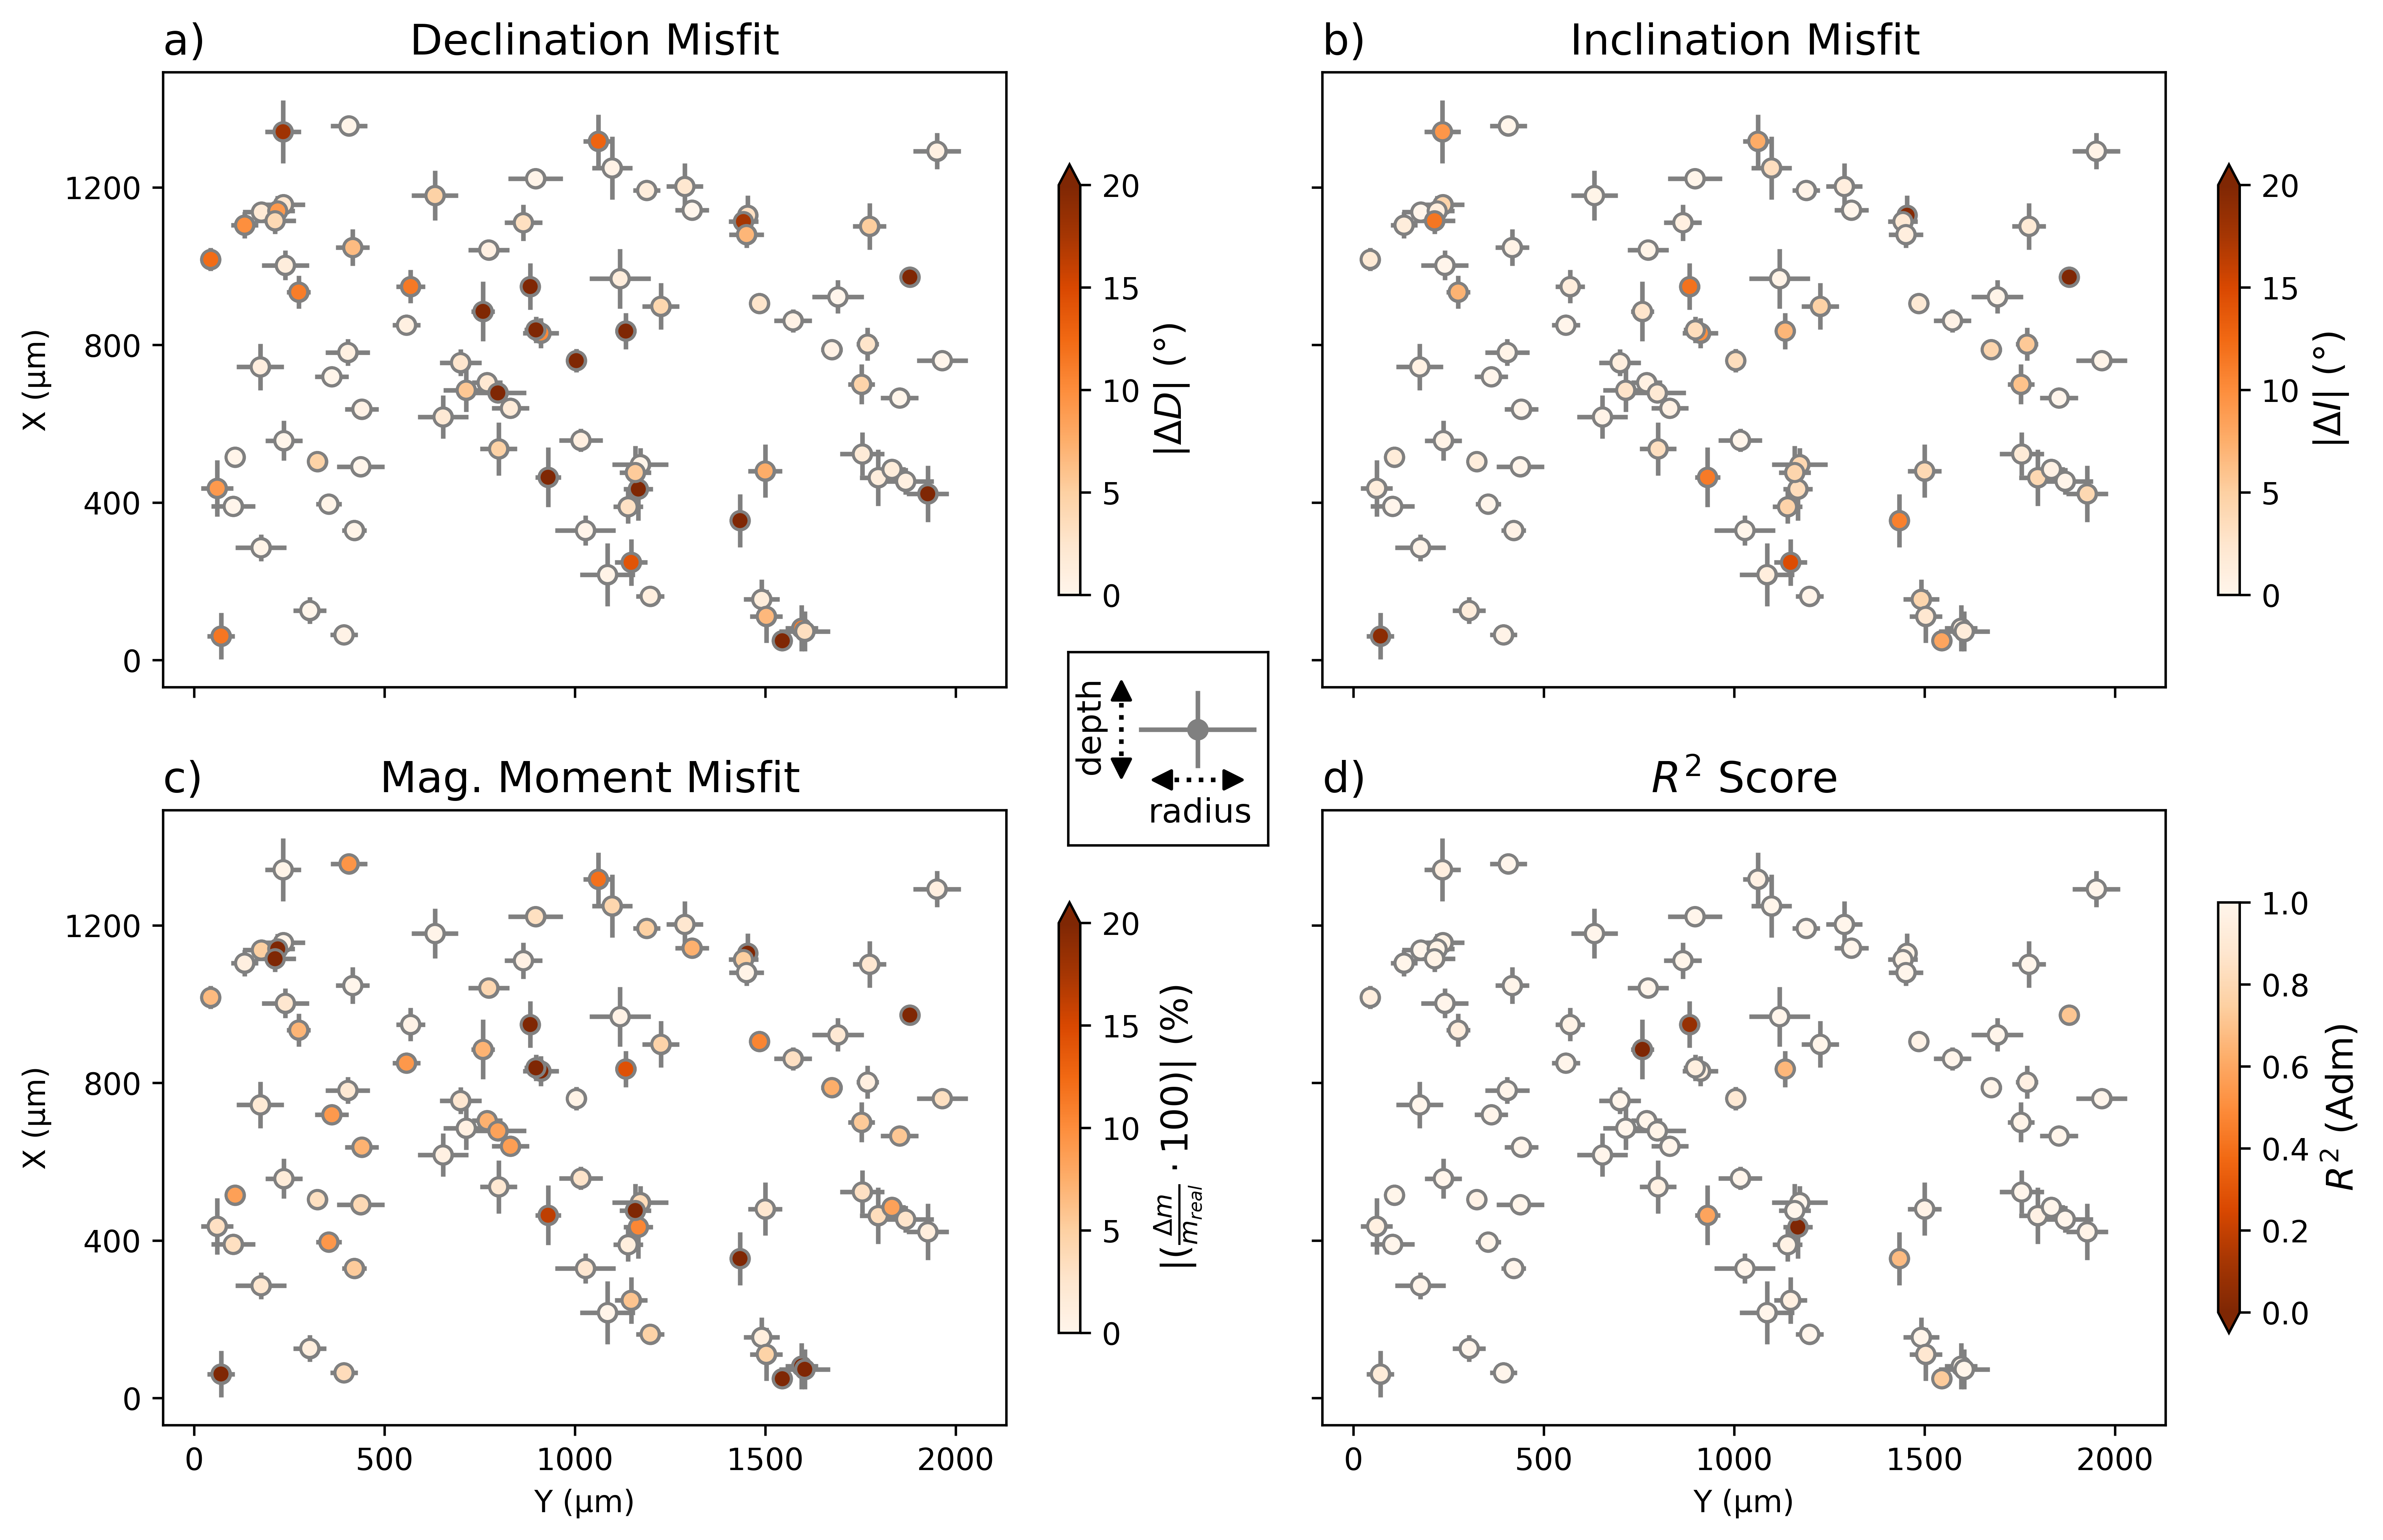 a) Declination Misfit
X (μm)
1200
800
400
0
20
15
10
5
0
|ΔD| (°)
b) Inclination Misfit
20
15
10
5
0
|ΔI| (°)
depth
radius
c) Mag. Moment Misfit
X (μm)
1200
800
400
0
0 500 1000 1500 2000
Y (μm)
20
15
10
5
0
|(Δm/m_real · 100)| (%)
d) R² Score
0 500 1000 1500 2000
Y (μm)
1.0
0.8
0.6
0.4
0.2
0.0
R² (Adm)